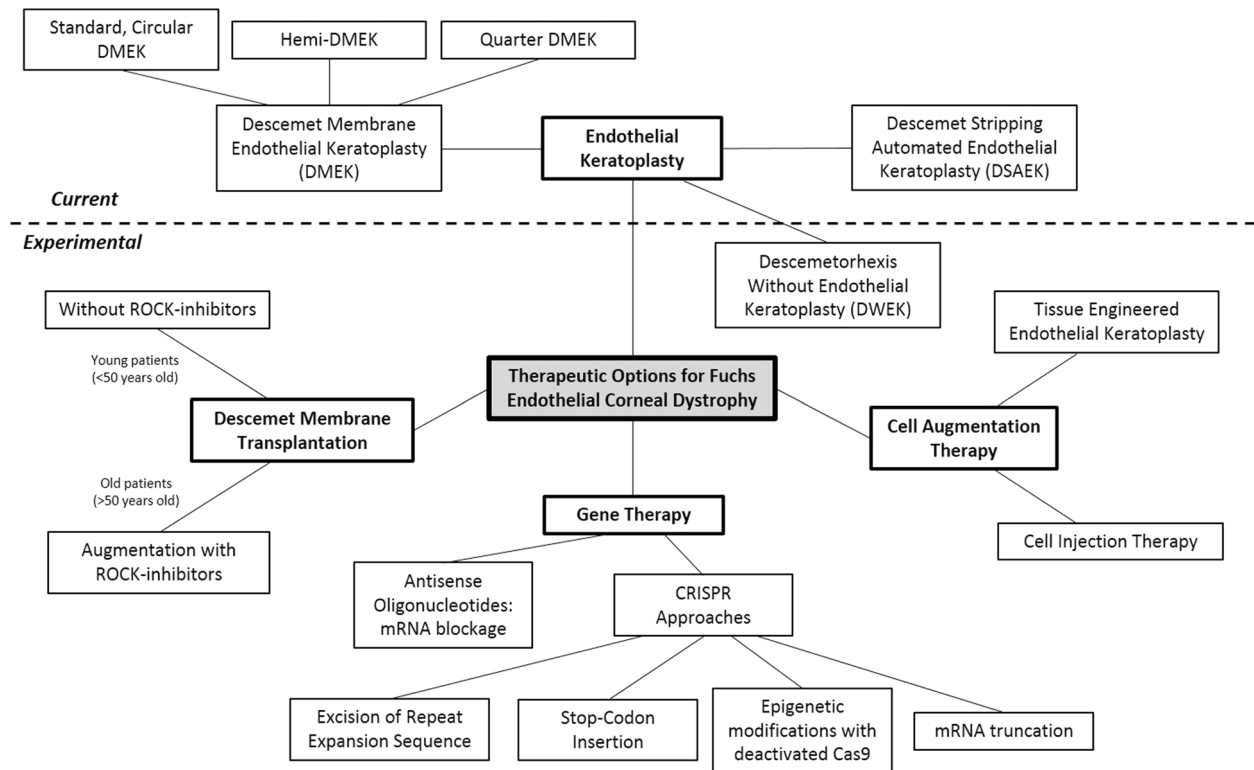 Standard, Circular
DMEK
Hemi-DMEK
Quarter DMEK
Descemet Membrane
Endothelial Keratoplasty
(DMEK)
Endothelial
Keratoplasty
Descemet Stripping
Automated Endothelial
Keratoplasty (DSAEK)
Current
Experimental
Descemetorhexis
Without Endothelial
Keratoplasty (DWEK)
Without ROCK-inhibitors
Young patients
(<50 years old)
Tissue Engineered
Endothelial Keratoplasty
Therapeutic Options for Fuchs
Endothelial Corneal Dystrophy
Descemet Membrane
Transplantation
Cell Augmentation
Therapy
Old patients
(>50 years old)
Augmentation with
ROCK-inhibitors
Gene Therapy
Cell Injection Therapy
Antisense
Oligonucleotides:
mRNA blockage
CRISPR
Approaches
Excision of Repeat
Expansion Sequence
Stop-Codon
Insertion
Epigenetic
modifications with
deactivated Cas9
mRNA truncation